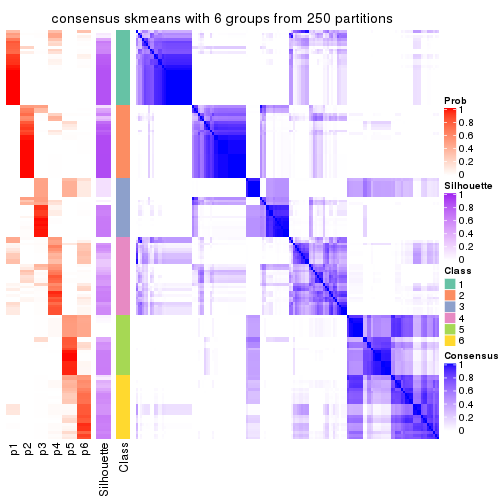 consensus skmeans with 6 groups from 250 partitions
Prob
1
0.8
0.6
0.4
0.2
0
Silhouette
1
0.8
0.6
0.4
0.2
0
Class
1
2
3
4
5
6
Consensus
1
0.8
0.6
0.4
0.2
0
p1
p2
p3
p4
p5
p6
Silhouette
Class